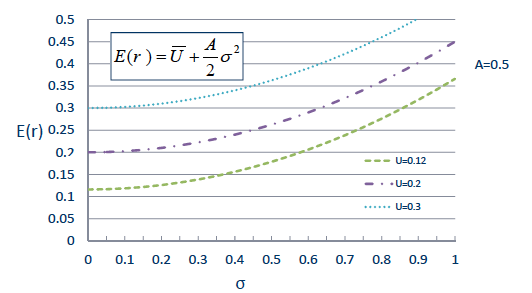 0.5
0.45
0.4
0.35
0.3
0.25
0.2
0.15
0.1
0.05
0
E(r)
E(r)=U̅+A/2σ²
A=0.5
U=0.12
U=0.2
U=0.3
0 0.1 0.2 0.3 0.4 0.5 0.6 0.7 0.8 0.9 1
σ